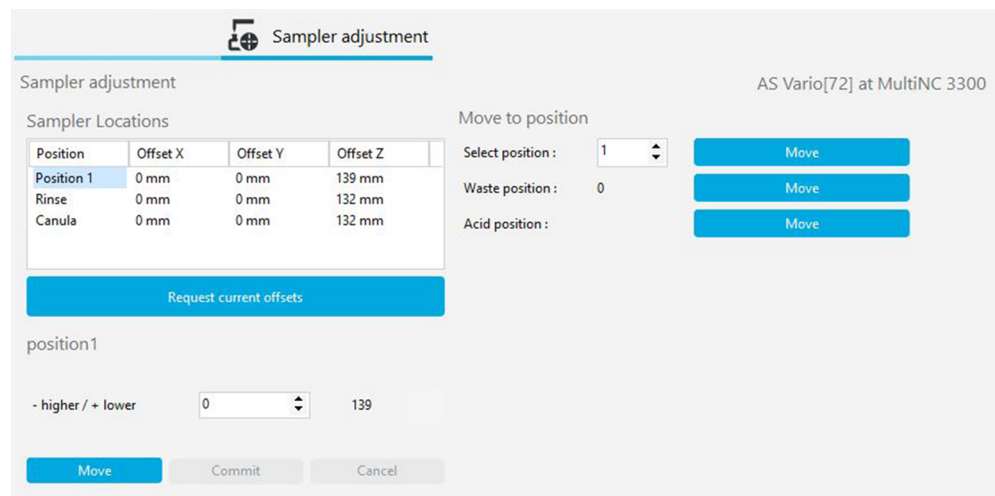 Sampler adjustment
Sampler adjustment
AS Vario[72] at MultiNC 3300
Sampler Locations
Position Offset X Offset Y Offset Z
Position 1 0 mm 0 mm 139 mm
Rinse 0 mm 0 mm 132 mm
Canula 0 mm 0 mm 132 mm
Request current offsets
position1
- higher / + lower 0 139
Move Commit Cancel
Move to position
Select position : 1 Move
Waste position : 0 Move
Acid position : Move